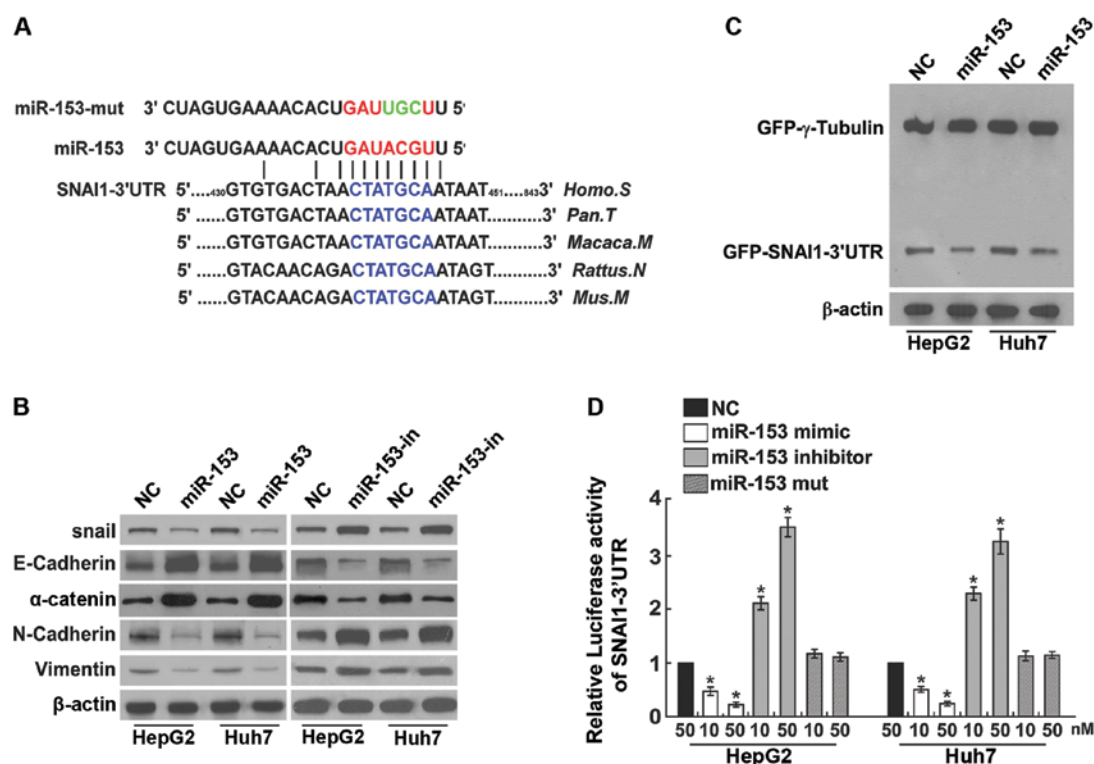 A
miR-153-mut 3' CUAGUGAAAACACUGAUUGCUU 5'
miR-153 3' CUAGUGAAAACACUGAUACGUU 5'
SNAI1-3'UTR 5'....430GTGTGACTAACTATGCAATAAT451....8433' Homo.S
5' ......GTGTGACTAACTATGCAATAAT...........3' Pan.T
5' ......GTGTGACTAACTATGCAATAAT...........3' Macaca.M
5' ......GTACAACAGACTATGCAATAGT...........3' Rattus.N
5' ......GTACAACAGACTATGCAATAGT...........3' Mus.M
B
NC miR-153 NC miR-153 NC miR-153-in NC miR-153-in
snail
E-Cadherin
α-catenin
N-Cadherin
Vimentin
β-actin
HepG2 Huh7 HepG2 Huh7
C
NC miR-153 NC miR-153
GFP-γ-Tubulin
GFP-SNAI1-3'UTR
β-actin
HepG2 Huh7
D
NC
miR-153 mimic
miR-153 inhibitor
miR-153 mut
Relative Luciferase activity
of SNAI1-3'UTR
4
3
2
1
0
* * * * * * * *
50 10 50 10 50 10 50 50 10 50 10 50 10 50 nM
HepG2 Huh7